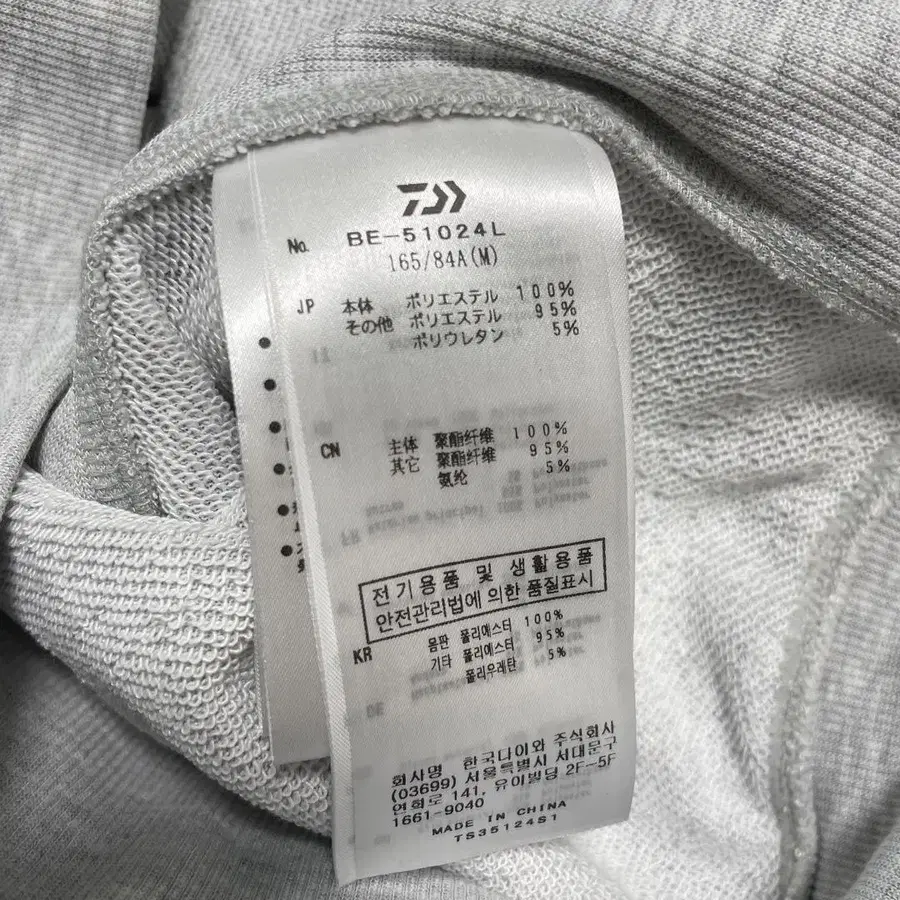 No. BE-51024L
165/84A(M)
JP 本体 ポリエステル 100%
その他 ポリエステル 95%
ポリウレタン 5%
CN 主体 聚酯纤维 100%
其它 聚酯纤维 95%
氨纶 5%
전기용품 및 생활용품
안전관리법에 의한 품질표시
KR 몸판 폴리에스터 100%
기타 폴리에스터 95%
폴리우레탄 5%
회사명 한국다이와 주식회사
(03699) 서울특별시 서대문구
연희로 141, 유이빌딩 2F-5F
1661-9040
MADE IN CHINA
TS35124S1